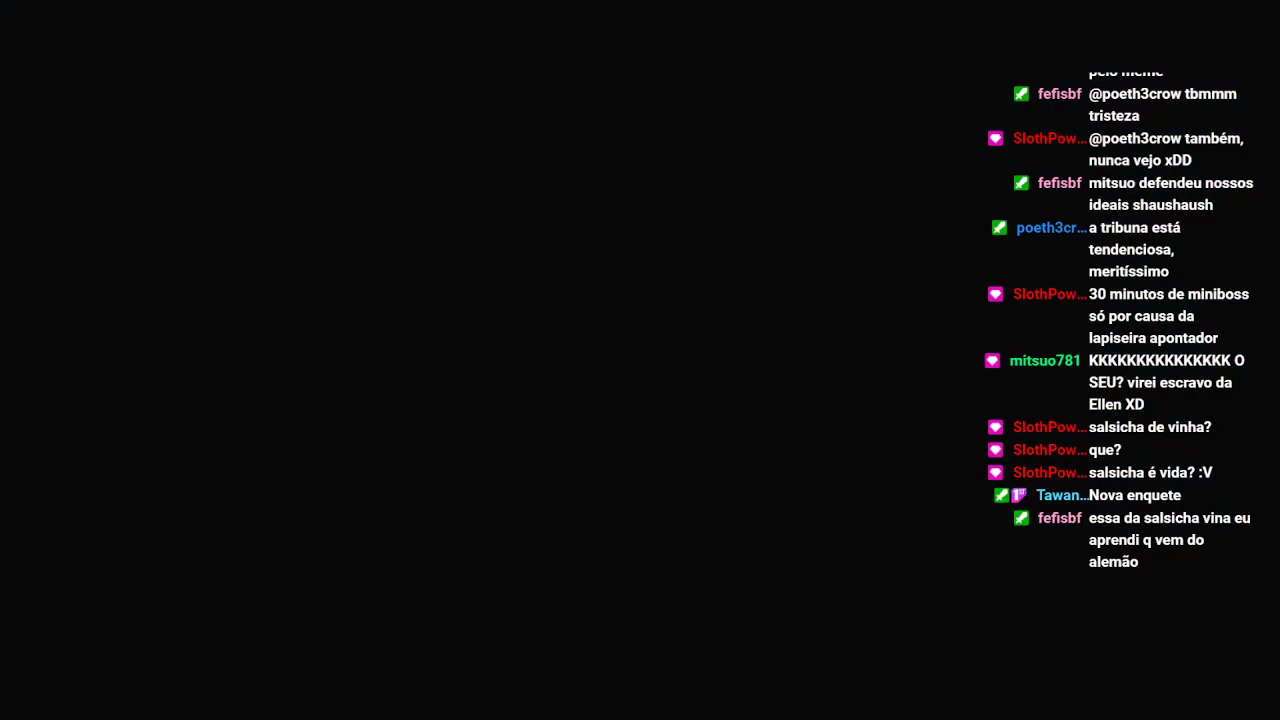 pelo meme
fefisbf @poeth3crow tbmmm
tristeza
SlothPow... @poeth3crow também,
nunca vejo xDD
fefisbf mitsuo defendeu nossos
ideais shaushaush
poeth3cr... a tribuna está
tendenciosa,
meritíssimo
SlothPow... 30 minutos de miniboss
só por causa da
lapiseira apontador
mitsuo781 KKKKKKKKKKKKKKK O
SEU? virei escravo da
Ellen XD
SlothPow... salsicha de vinha?
SlothPow... que?
SlothPow... salsicha é vida? :V
Tawan... Nova enquete
fefisbf essa da salsicha vina eu
aprendi q vem do
alemão